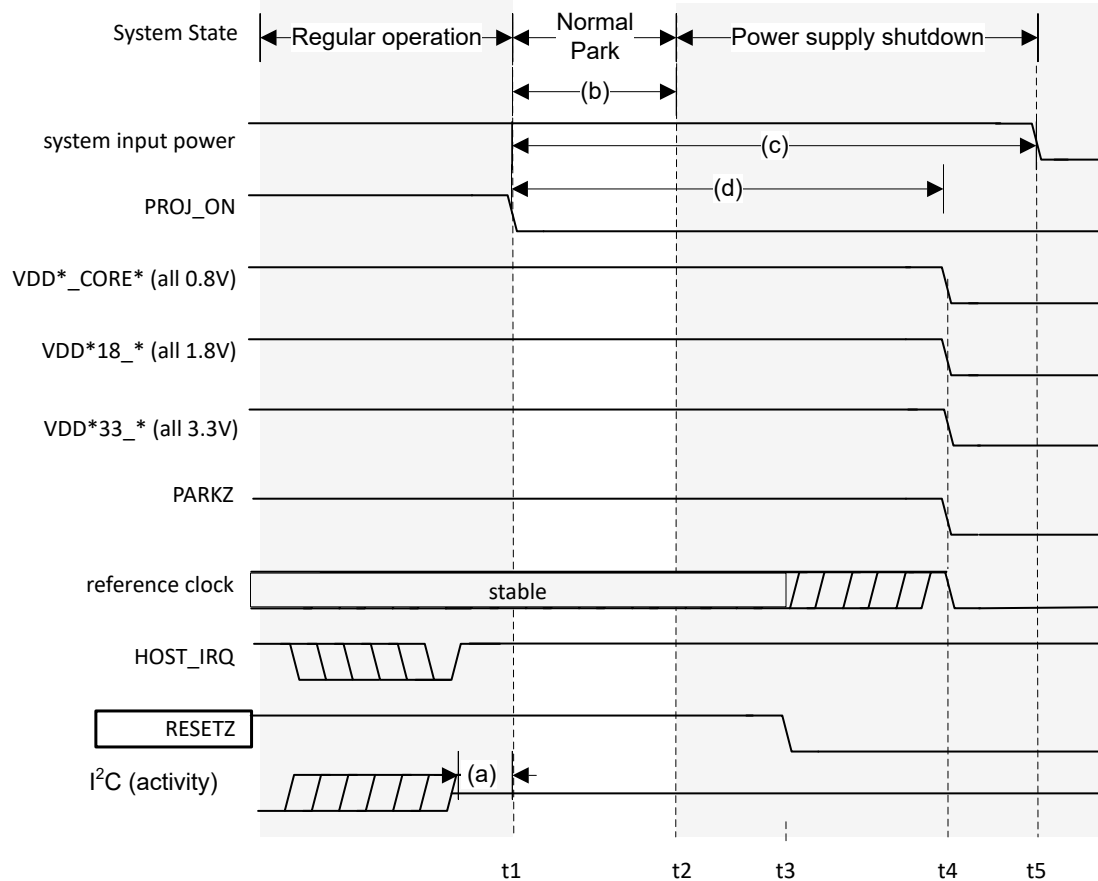 System State
Regular operation
Normal
Park
Power supply shutdown
(b)
system input power
(c)
(d)
PROJ_ON
VDD*_CORE* (all 0.8V)
VDD*18_* (all 1.8V)
VDD*33_* (all 3.3V)
PARKZ
reference clock
stable
HOST_IRQ
RESETZ
I²C (activity)
(a)
t1
t2
t3
t4
t5